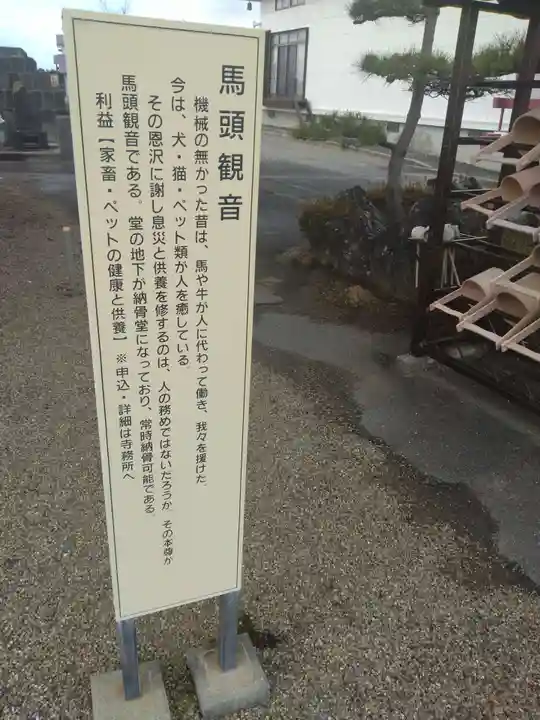 馬頭観音
機械の無かった昔は、馬や牛が人に代わって働き、我々を援けた。
今は、犬・猫・ペット類が人を癒している。
その恩沢に謝し息災と供養を修するのは、人の務めではないだろうか。その本尊が
馬頭観音である。堂の地下が納骨堂になっており、常時納骨可能である。
利益【家畜・ペットの健康と供養】 ※申込・詳細は寺務所へ